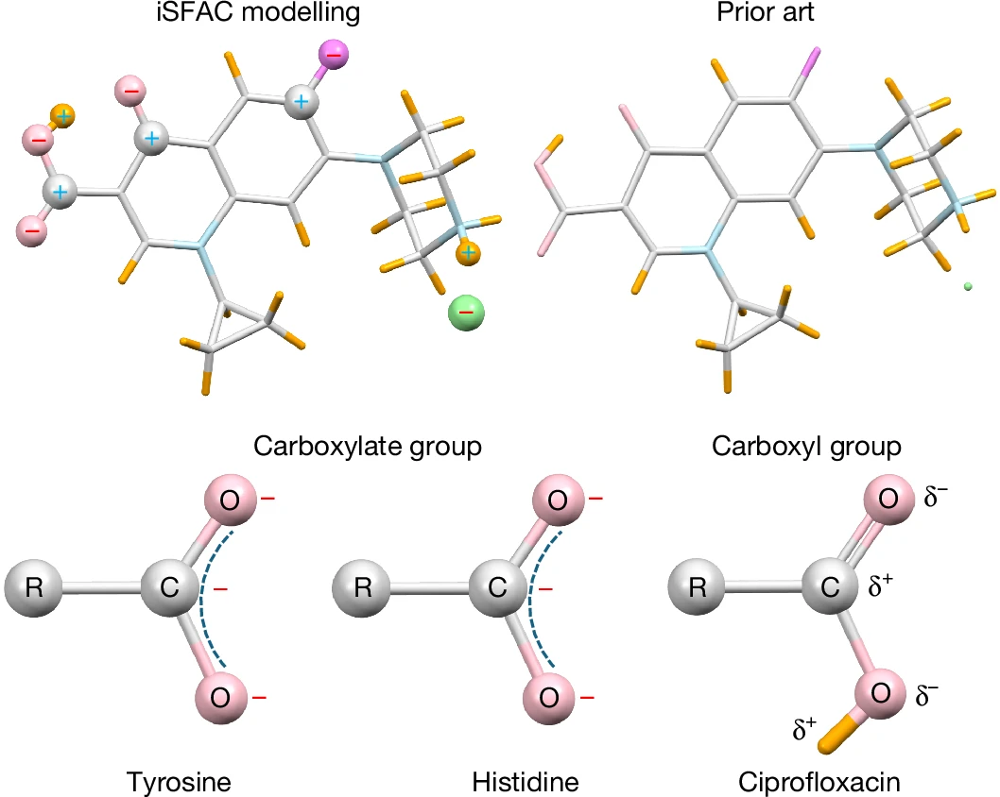 iSFAC modelling Prior art
− − + + − + + − + −
Carboxylate group Carboxyl group
O − O − O δ−
R C − R C − R C δ+
O − O − O δ−
δ+
Tyrosine Histidine Ciprofloxacin